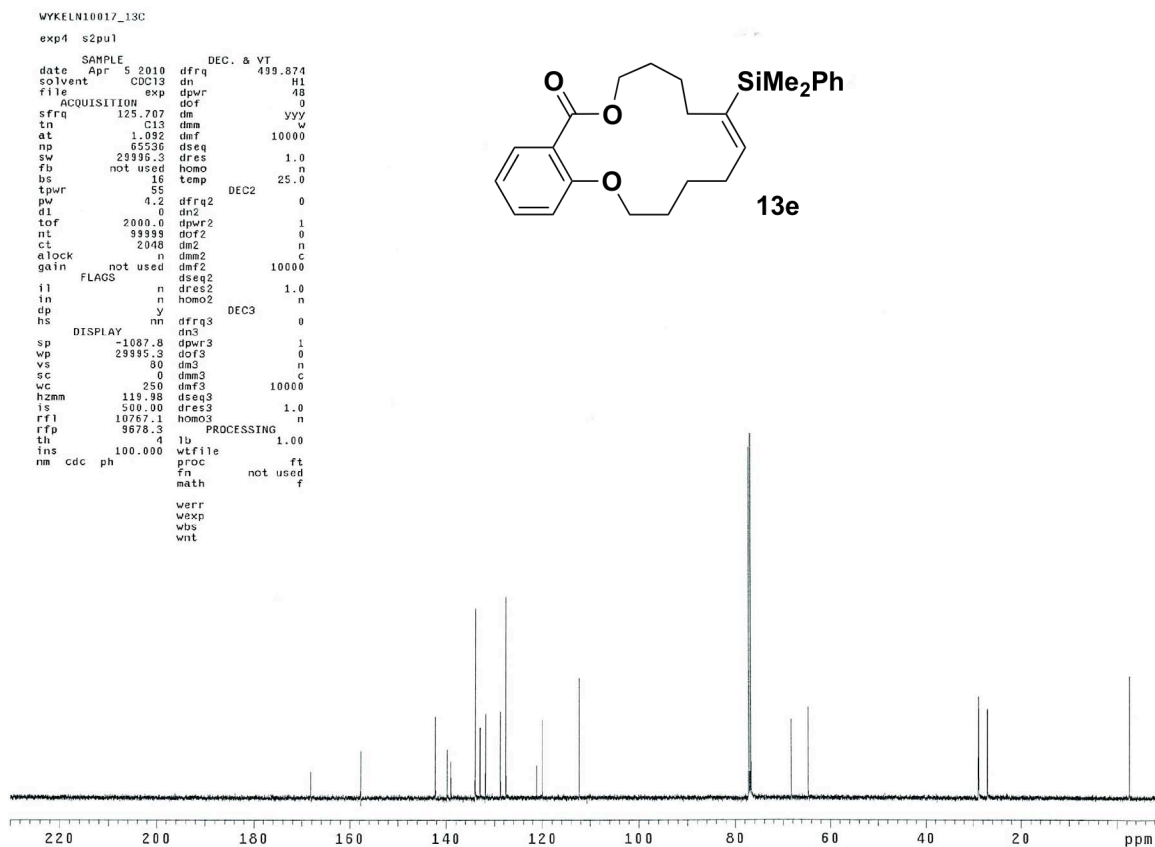 WYKELN10017_13C
exp4 s2pul
SAMPLE DEC. & VT
date Apr 5 2010 dfrq 499.874
solvent CDCl3 dn H1
file exp dpwr 48
ACQUISITION dof 0
sfrq 125.707 dm yyy
tn C13 dmm w
at 1.092 dmf 10000
np 65536 dseq
sw 29996.3 dres 1.0
fb not used homo n
bs 16 temp 25.0
tpwr 55 DEC2
pw 4.2 dfrq2 0
d1 0 dn2
tof 2000.0 dpwr2 1
nt 99999 dof2 0
ct 2048 dm2 n
alock n dmm2 c
gain not used dmf2 10000
FLAGS dseq2
il n dres2 1.0
in n homo2 n
dp y DEC3
hs nn dfrq3 0
DISPLAY dn3
sp -1087.8 dpwr3 1
wp 29995.3 dof3 0
vs 80 dm3 n
sc 0 dmm3 c
wc 250 dmf3 10000
hzmm 119.98 dseq3
is 500.00 dres3 1.0
rfl 10767.1 homo3 n
rfp 9678.3 PROCESSING
th 4 lb 1.00
ins 100.000 wtfile
nm cdc ph proc ft
fn not used
math f
werr
wexp
wbs
wnt
SiMe2Ph
O
O
O
13e
220 200 180 160 140 120 100 80 60 40 20 ppm